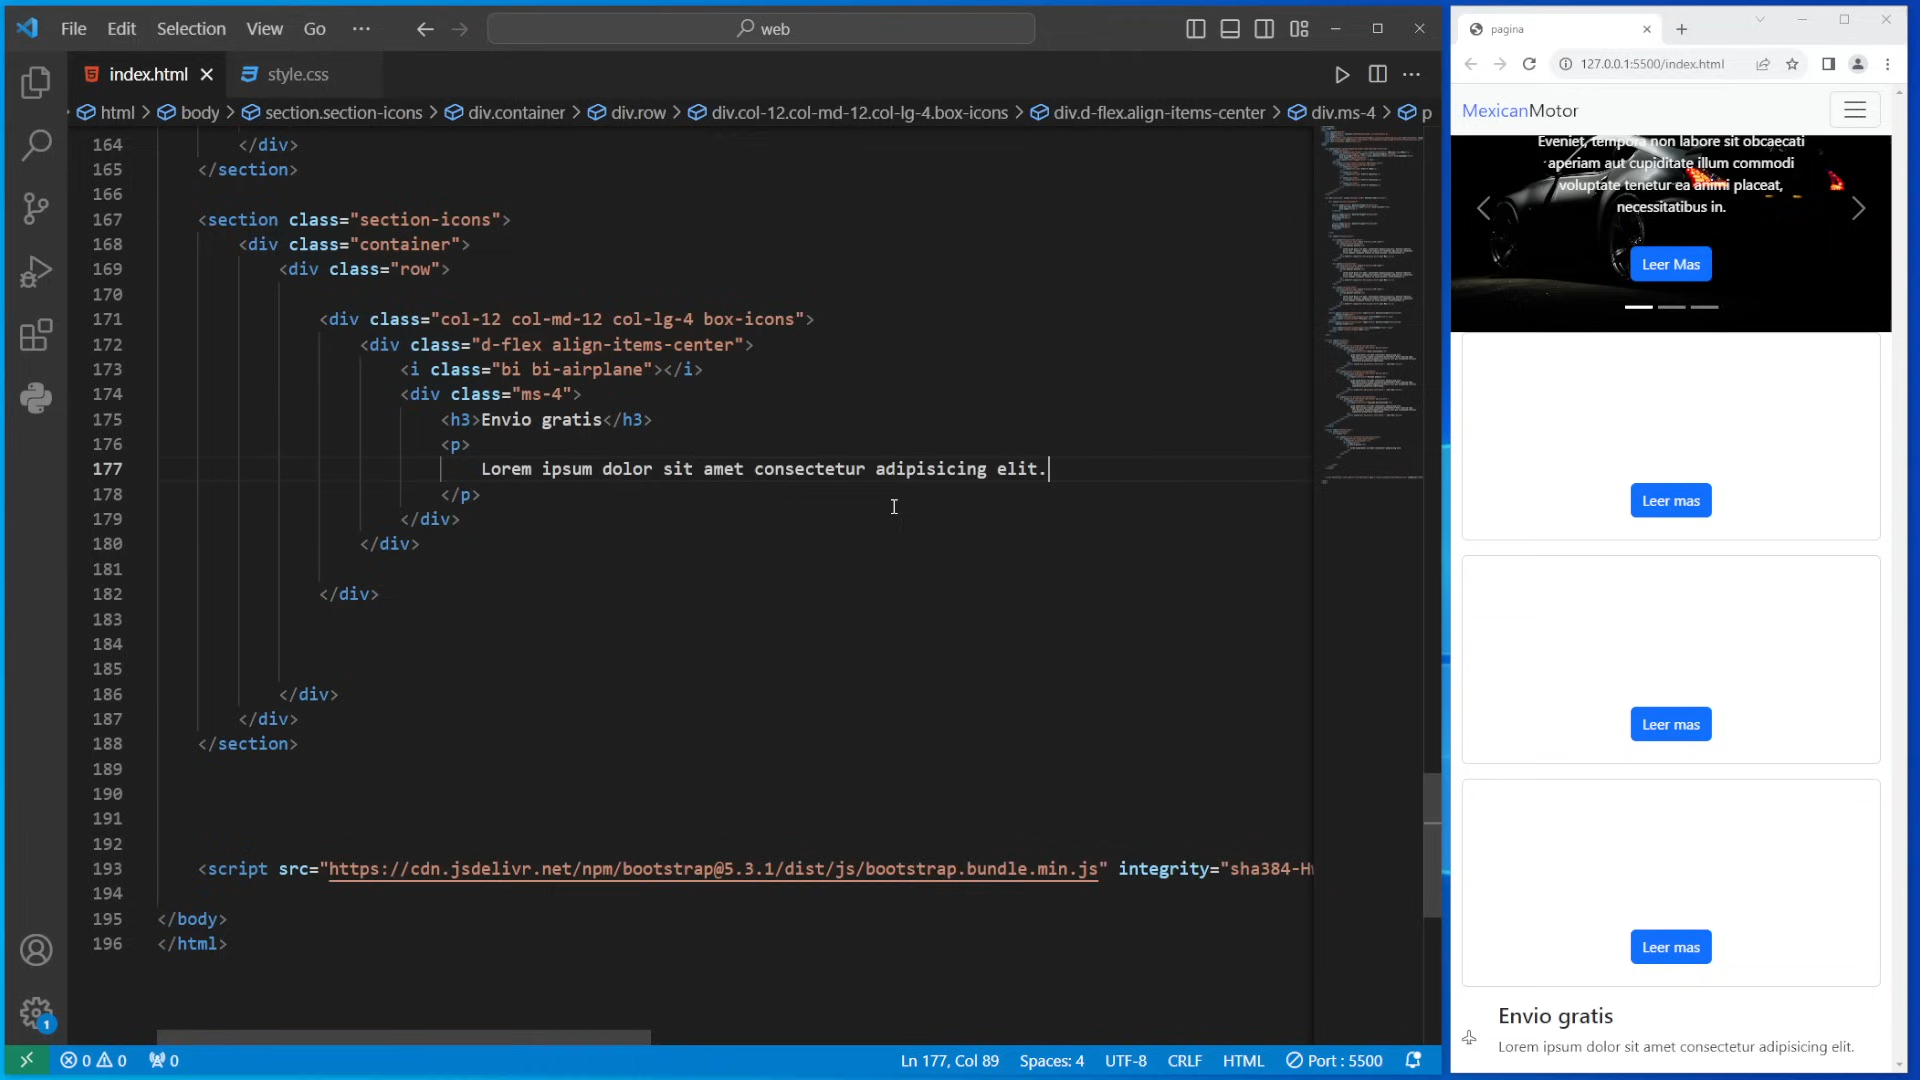 File Edit Selection View Go ··· web
index.html style.css
html body section.section-icons div.container div.row div.col-12.col-md-12.col-lg-4.box-icons div.d-flex.align-items-center div.ms-4 p
164 </div>
165 </section>
166
167 <section class="section-icons">
168 <div class="container">
169 <div class="row">
170
171 <div class="col-12 col-md-12 col-lg-4 box-icons">
172 <div class="d-flex align-items-center">
173 <i class="bi bi-airplane"></i>
174 <div class="ms-4">
175 <h3>Envio gratis</h3>
176 <p>
177 Lorem ipsum dolor sit amet consectetur adipisicing elit.
178 </p>
179 </div>
180 </div>
181
182 </div>
183
184
185
186 </div>
187 </div>
188 </section>
189
190
191
192
193 <script src="https://cdn.jsdelivr.net/npm/bootstrap@5.3.1/dist/js/bootstrap.bundle.min.js" integrity="sha384-H
194
195 </body>
196 </html>
1
0 0 0 Ln 177, Col 89 Spaces: 4 UTF-8 CRLF HTML Port : 5500
pagina
127.0.0.1:5500/index.html
MexicanMotor
Eveniet, tempora non labore sit obcaecati
aperiam aut cupiditate illum commodi
voluptate tenetur ea animi placeat,
necessitatibus in.
Leer Mas
Leer mas
Leer mas
Leer mas
Envio gratis
Lorem ipsum dolor sit amet consectetur adipisicing elit.